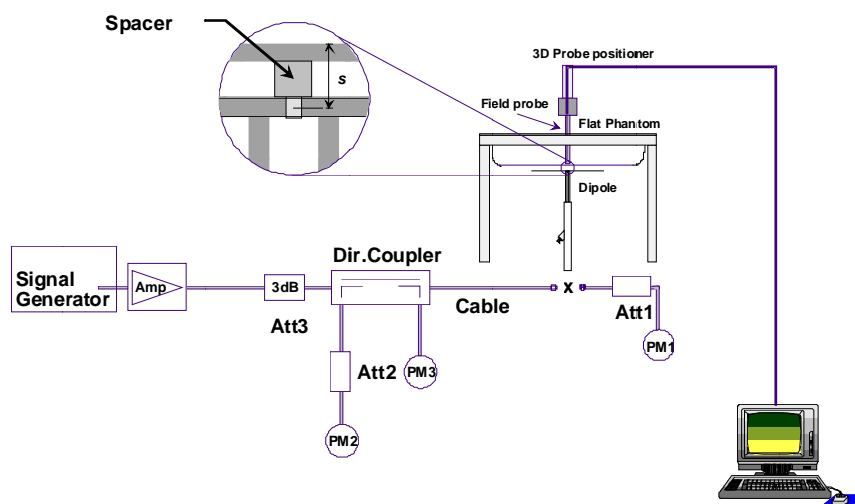 Spacer
s
3D Probe positioner
Field probe
Flat Phantom
Dipole
Signal
Generator
Amp
3dB
Att3
Dir.Coupler
Cable
x
Att1
PM1
Att2
PM3
PM2